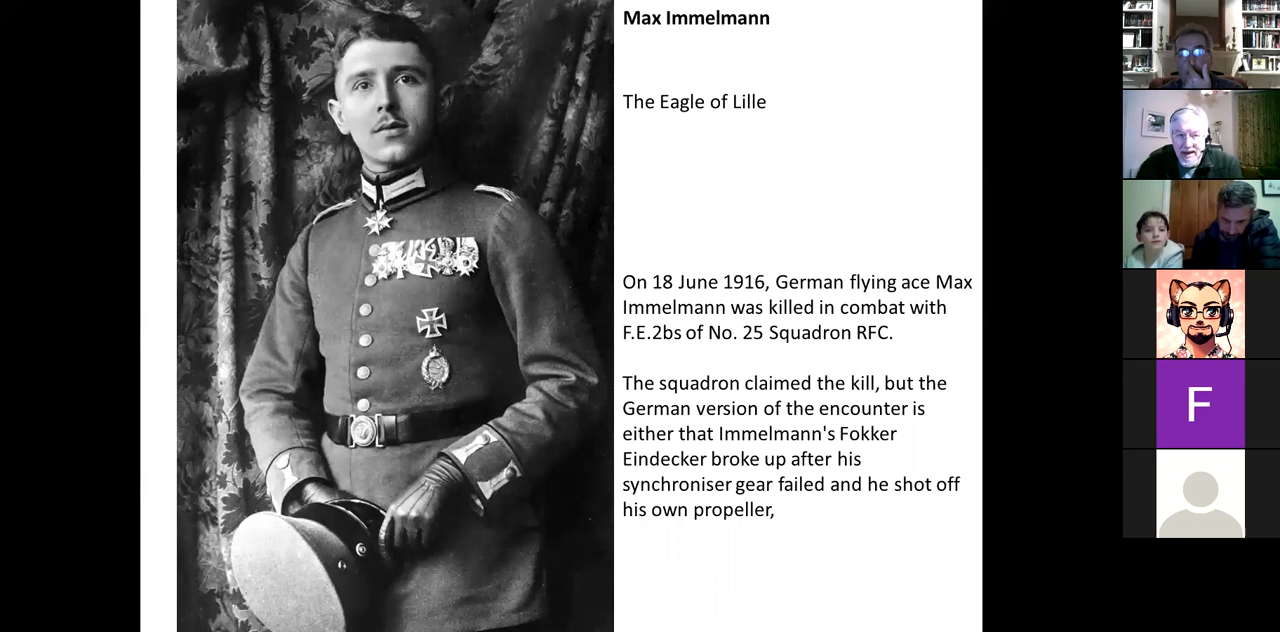 Max Immelmann
The Eagle of Lille
On 18 June 1916, German flying ace Max
Immelmann was killed in combat with
F.E.2bs of No. 25 Squadron RFC.
The squadron claimed the kill, but the
German version of the encounter is
either that Immelmann's Fokker
Eindecker broke up after his
synchroniser gear failed and he shot off
his own propeller,
F